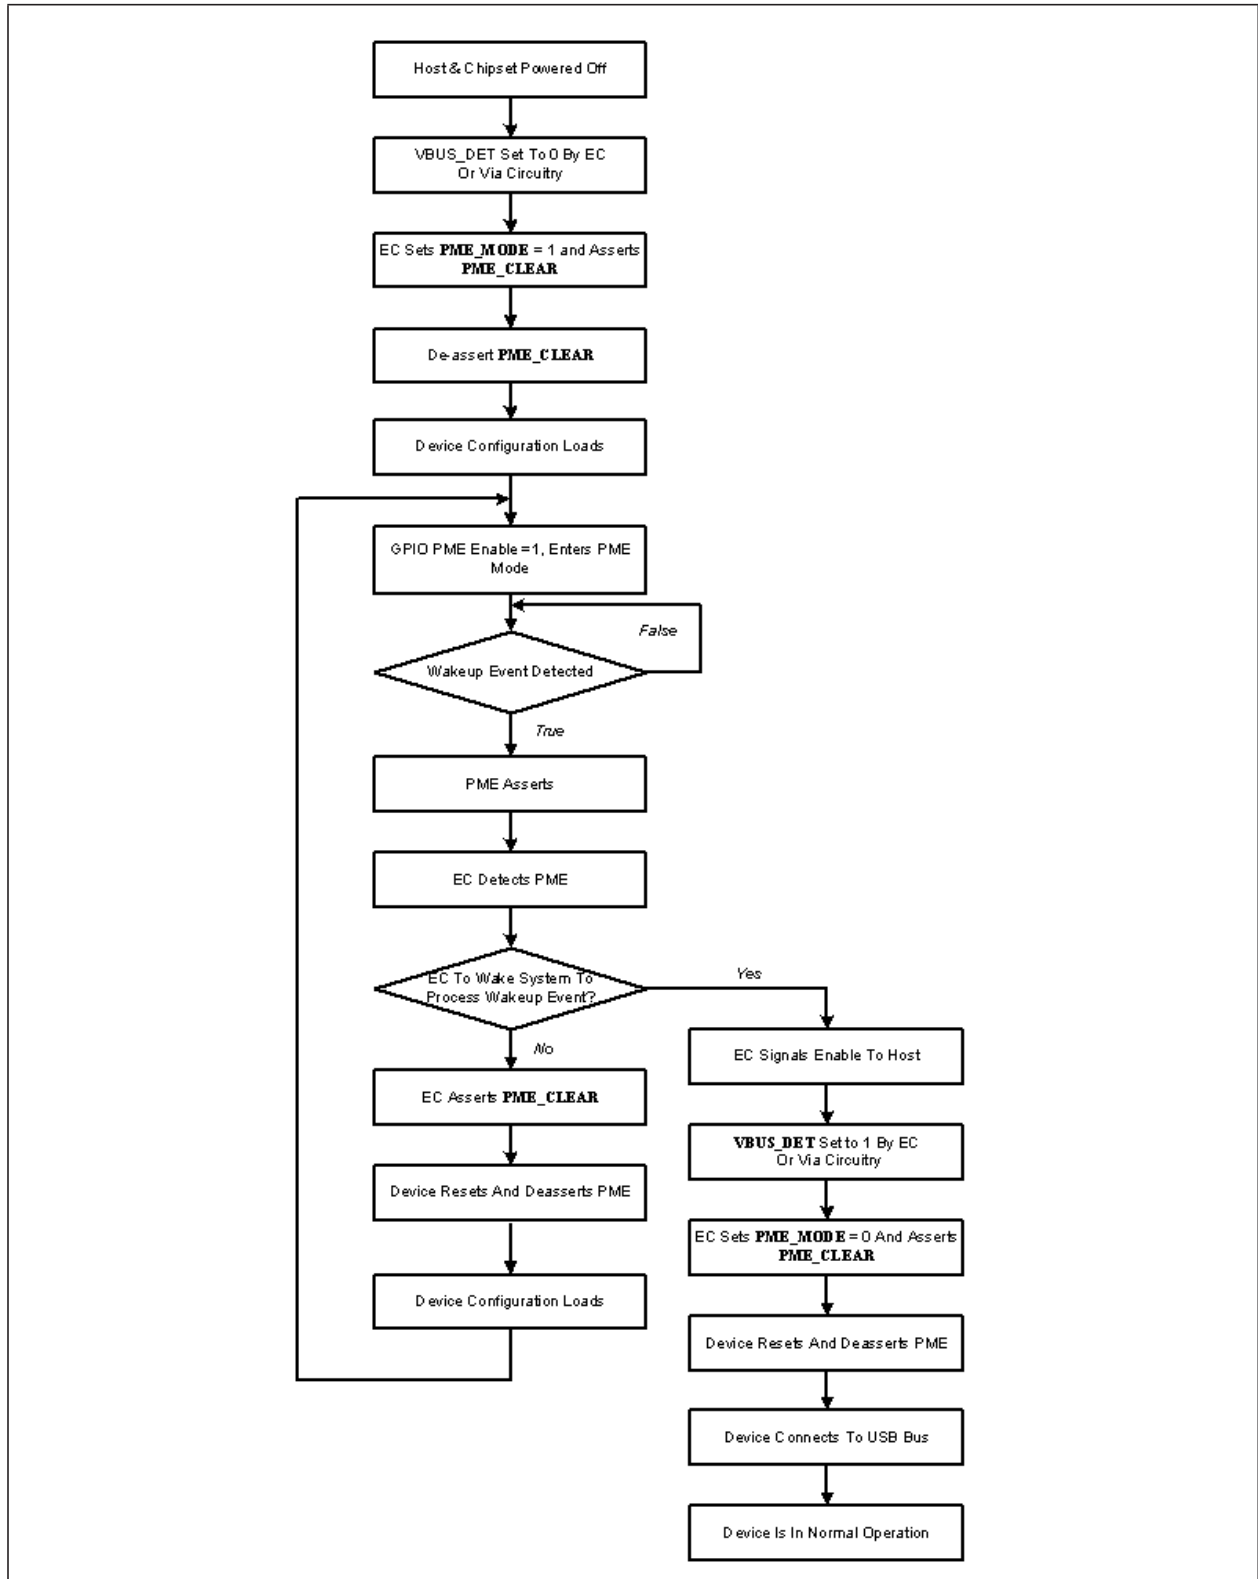 Host & Chipset Powered Off
VBUS_DET Set To 0 By EC
Or Via Circuitry
EC Sets PME_MODE = 1 and Asserts
PME_CLEAR
De-assert PME_CLEAR
Device Configuration Loads
GPIO PME Enable =1, Enters PME
Mode
False
Wakeup Event Detected
True
PME Asserts
EC Detects PME
EC To Wake System To
Process Wakeup Event?
Yes
No
EC Asserts PME_CLEAR
Device Resets And Deasserts PME
Device Configuration Loads
EC Signals Enable To Host
VBUS_DET Set to 1 By EC
Or Via Circuitry
EC Sets PME_MODE = 0 And Asserts
PME_CLEAR
Device Resets And Deasserts PME
Device Connects To USB Bus
Device Is In Normal Operation